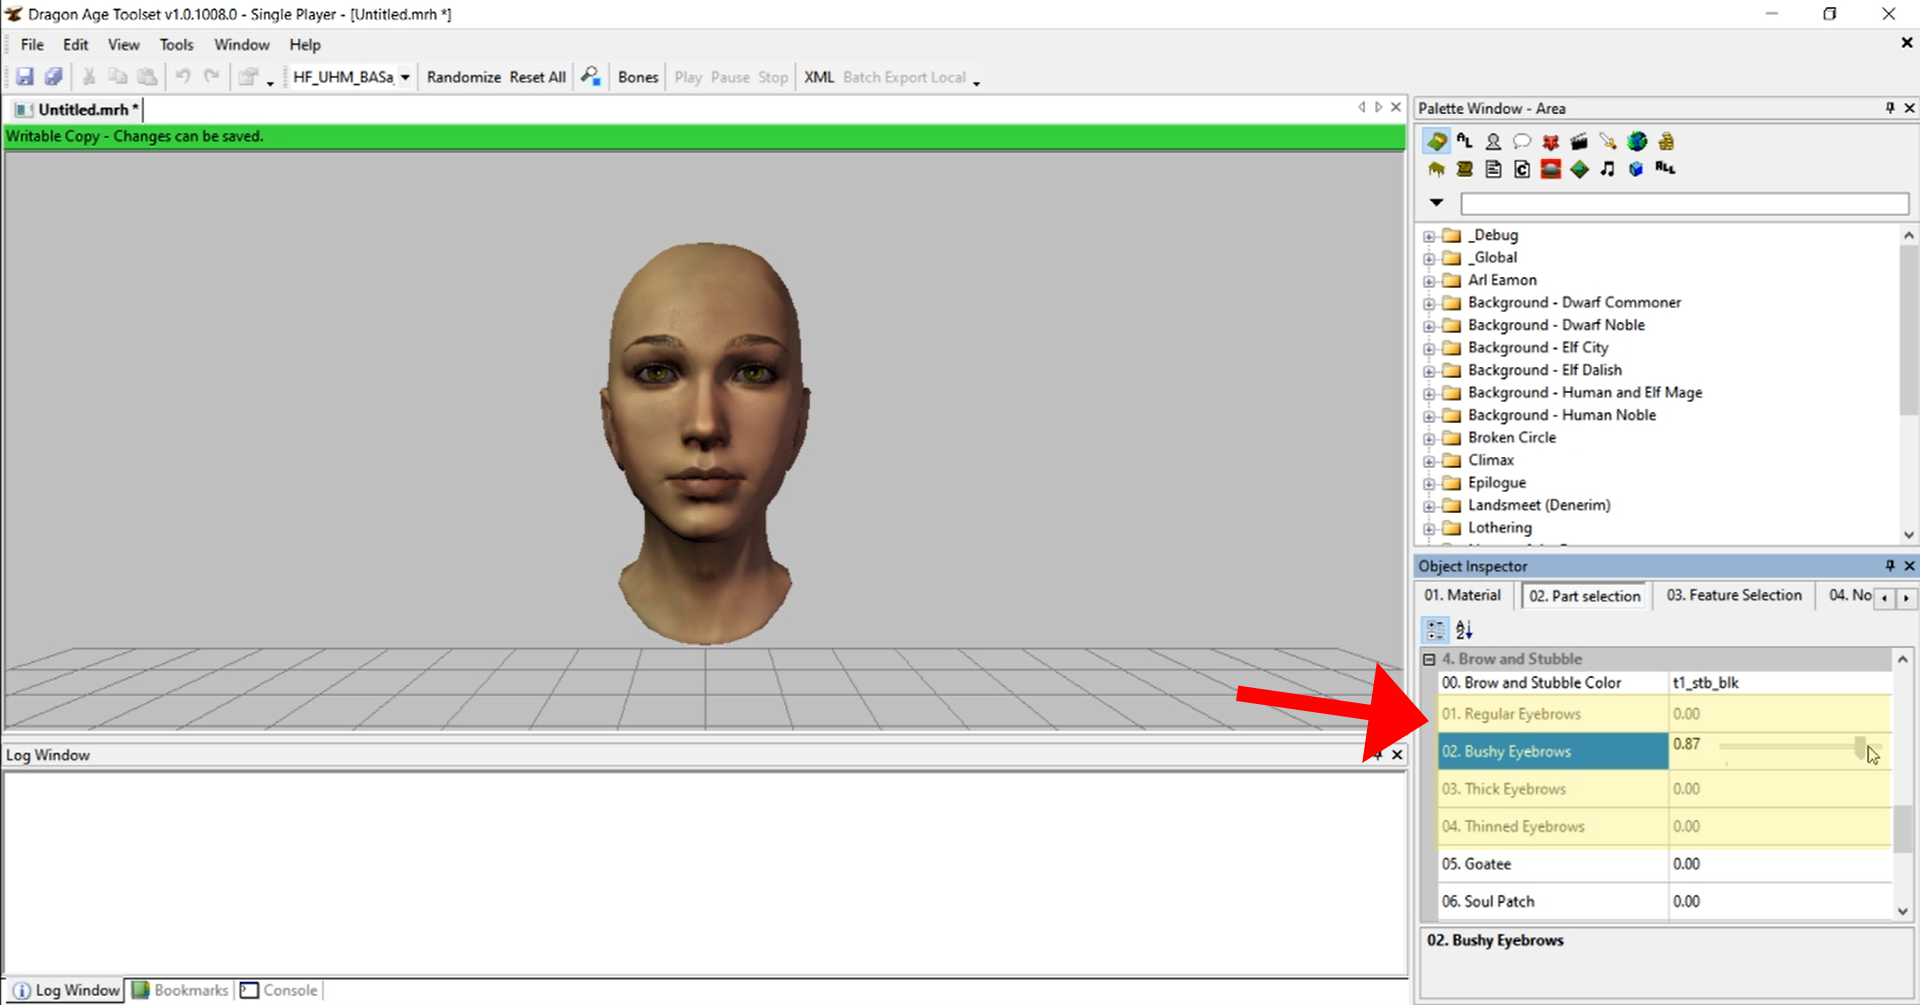 Dragon Age Toolset v1.0.1008.0 - Single Player - [Untitled.mrh *]
File Edit View Tools Window Help
HF_UHM_BASa Randomize Reset All Bones Play Pause Stop XML Batch Export Local
Untitled.mrh *
Writable Copy - Changes can be saved.
Palette Window - Area
_Debug
_Global
Arl Eamon
Background - Dwarf Commoner
Background - Dwarf Noble
Background - Elf City
Background - Elf Dalish
Background - Human and Elf Mage
Background - Human Noble
Broken Circle
Climax
Epilogue
Landsmeet (Denerim)
Lothering
Object Inspector
01. Material 02. Part selection 03. Feature Selection 04. No
4. Brow and Stubble
00. Brow and Stubble Color t1_stb_blk
01. Regular Eyebrows 0.00
02. Bushy Eyebrows 0.87
03. Thick Eyebrows 0.00
04. Thinned Eyebrows 0.00
05. Goatee 0.00
06. Soul Patch 0.00
02. Bushy Eyebrows
Log Window
Log Window Bookmarks Console